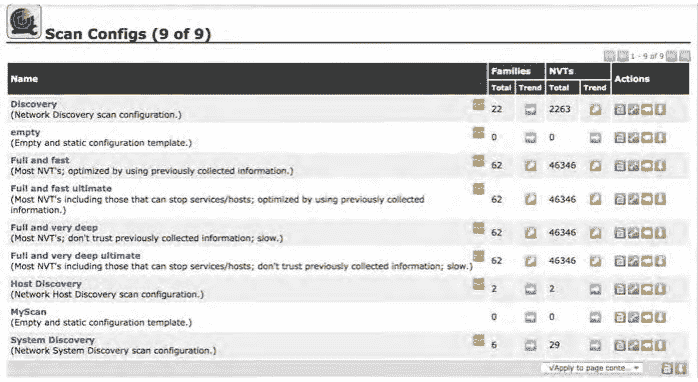 Scan Configs (9 of 9)
1 - 9 of 9
Name Families NVTs Actions
Total Trend Total Trend
Discovery
(Network Discovery scan configuration.) 22 2263
empty
(Empty and static configuration template.) 0 0
Full and fast
(Most NVT's; optimized by using previously collected information.) 62 46346
Full and fast ultimate
(Most NVT's including those that can stop services/hosts; optimized by using previously collected
information.) 62 46346
Full and very deep
(Most NVT's; don't trust previously collected information; slow.) 62 46346
Full and very deep ultimate
(Most NVT's including those that can stop services/hosts; don't trust previously collected information; slow.) 62 46346
Host Discovery
(Network Host Discovery scan configuration.) 2 2
MyScan
(Empty and static configuration template.) 0 0
System Discovery
(Network System Discovery scan configuration.) 6 29
√Apply to page conte...